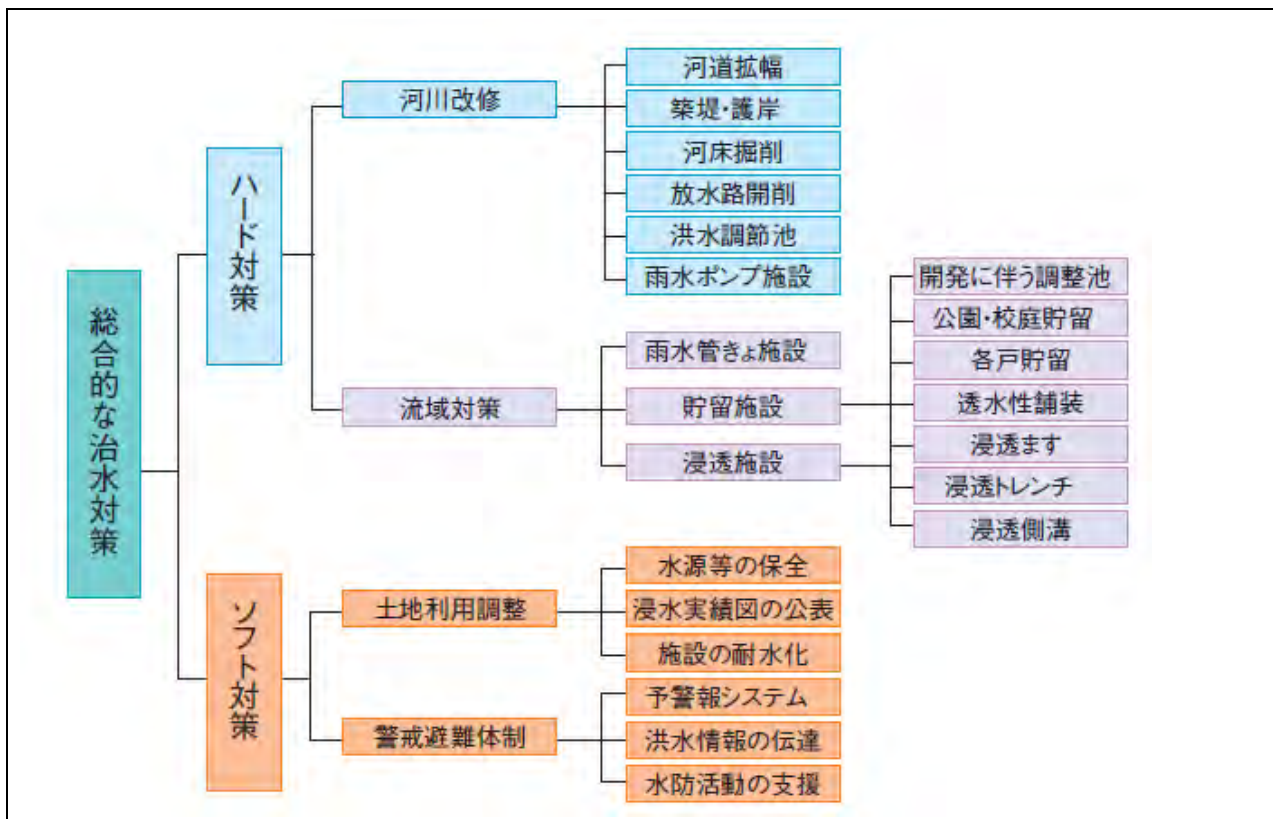 総合的な治水対策
ハード対策
河川改修
河道拡幅
築堤・護岸
河床掘削
放水路開削
洪水調節池
雨水ポンプ施設
流域対策
雨水管きょ施設
貯留施設
浸透施設
開発に伴う調整池
公園・校庭貯留
各戸貯留
透水性舗装
浸透ます
浸透トレンチ
浸透側溝
ソフト対策
土地利用調整
水源等の保全
浸水実績図の公表
施設の耐水化
警戒避難体制
予警報システム
洪水情報の伝達
水防活動の支援